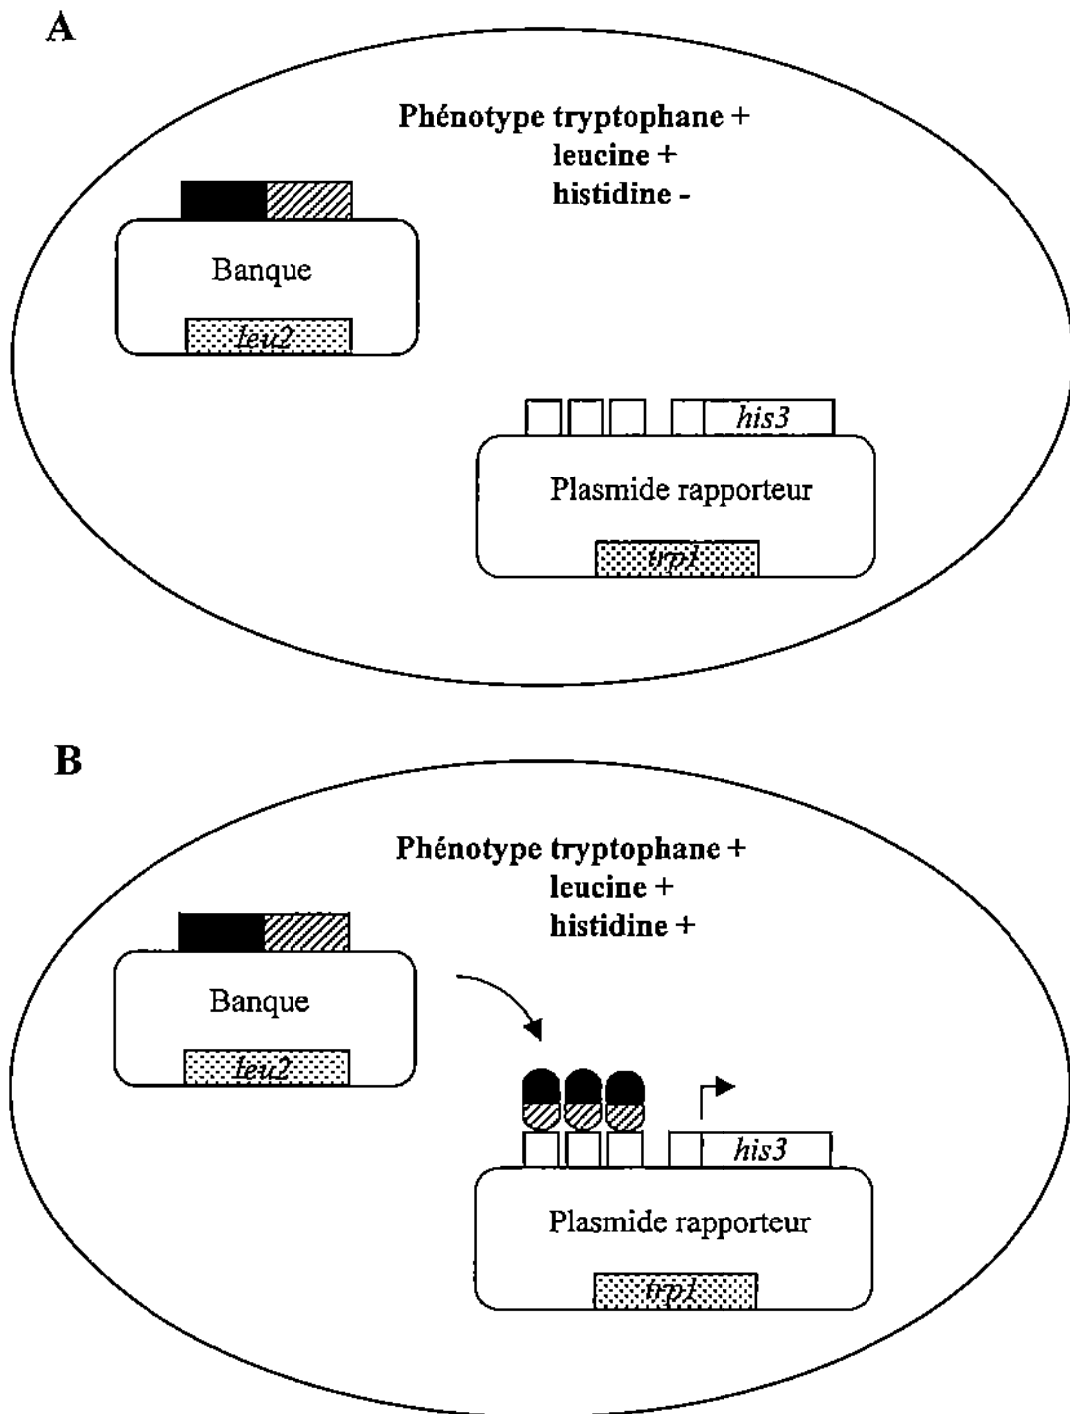 A
Phénotype tryptophane +
leucine +
histidine -
Banque
leu2
his3
Plasmide rapporteur
trp1
B
Phénotype tryptophane +
leucine +
histidine +
Banque
leu2
his3
Plasmide rapporteur
trp1